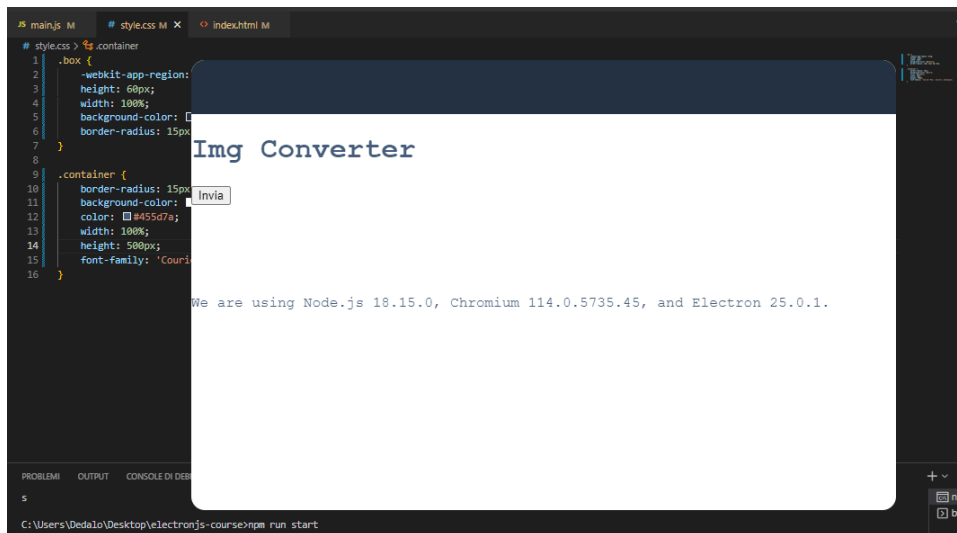 JS main.js M # style.css M × <> index.html M
# style.css > .container
1 .box {
2 -webkit-app-region:
3 height: 60px;
4 width: 100%;
5 background-color:
6 border-radius: 15px
7 }
8
9 .container {
10 border-radius: 15px
11 background-color:
12 color: #455d7a;
13 width: 100%;
14 height: 500px;
15 font-family: 'Couri
16 }
Img Converter
Invia
We are using Node.js 18.15.0, Chromium 114.0.5735.45, and Electron 25.0.1.
PROBLEMI OUTPUT CONSOLE DI DEB
s
C:\Users\Dedalo\Desktop\electronjs-course>npm run start
n
b